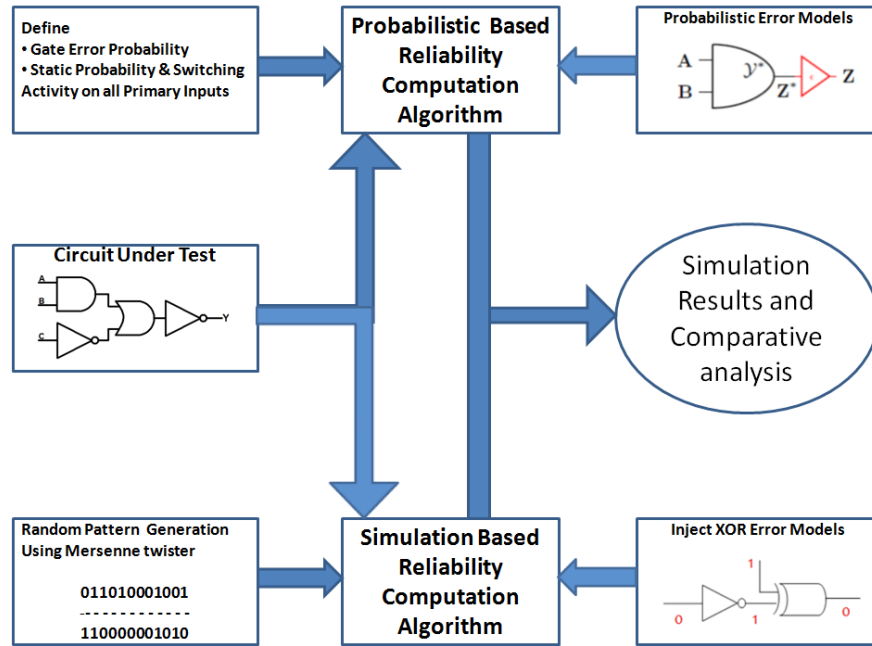 Define
• Gate Error Probability
• Static Probability & Switching
Activity on all Primary Inputs
Probabilistic Based
Reliability
Computation
Algorithm
Probabilistic Error Models
A
B
y*
Z*
Z
Circuit Under Test
A
B
C
Y
Simulation
Results and
Comparative
analysis
Random Pattern Generation
Using Mersenne twister
011010001001
- - - - - - - - - - - - -
110000001010
Simulation Based
Reliability
Computation
Algorithm
Inject XOR Error Models
1
0
1
0